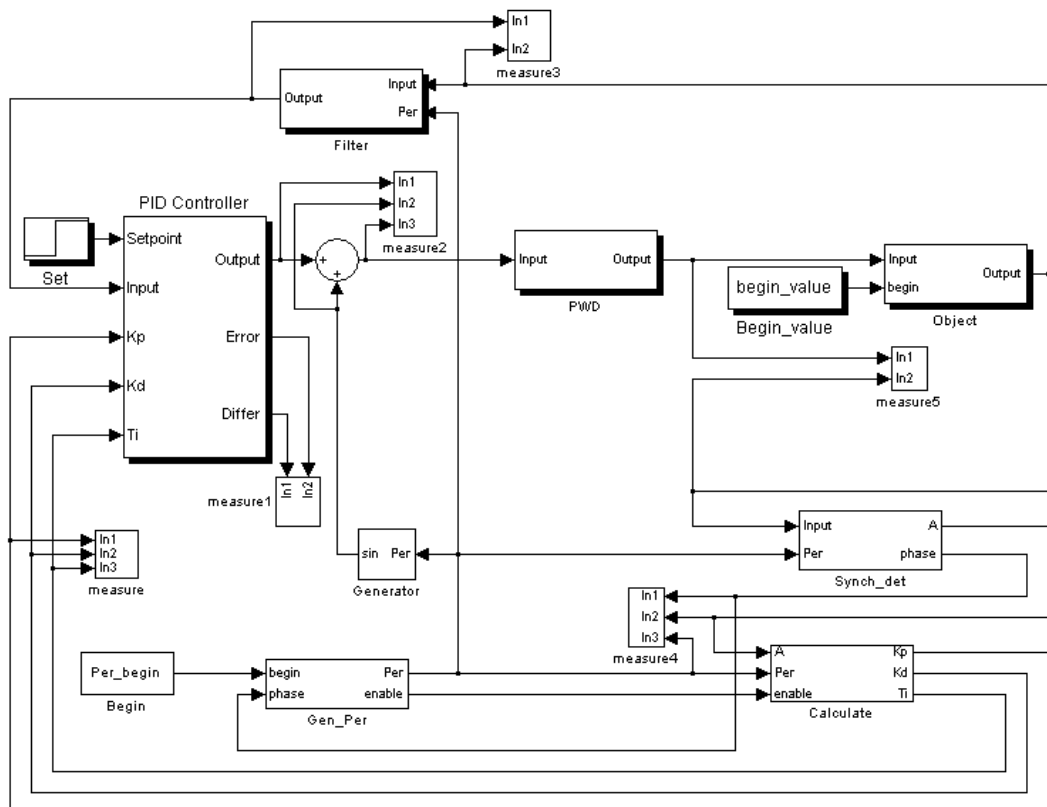 In1
In2
measure3
Input
Output
Per
Filter
PID Controller
Setpoint
Output
Input
Kp
Error
Kd
Differ
Ti
Set
In1
In2
In3
measure2
+
+
Input
Output
PWD
begin_value
Begin_value
Input
Output
begin
Object
In1
In2
measure5
In1
In2
measure1
In1
In2
In3
measure
sin
Per
Generator
Input
A
Per
phase
Synch_det
In1
In2
In3
measure4
Per_begin
Begin
begin
Per
phase
enable
Gen_Per
A
Kp
Per
Kd
enable
Ti
Calculate